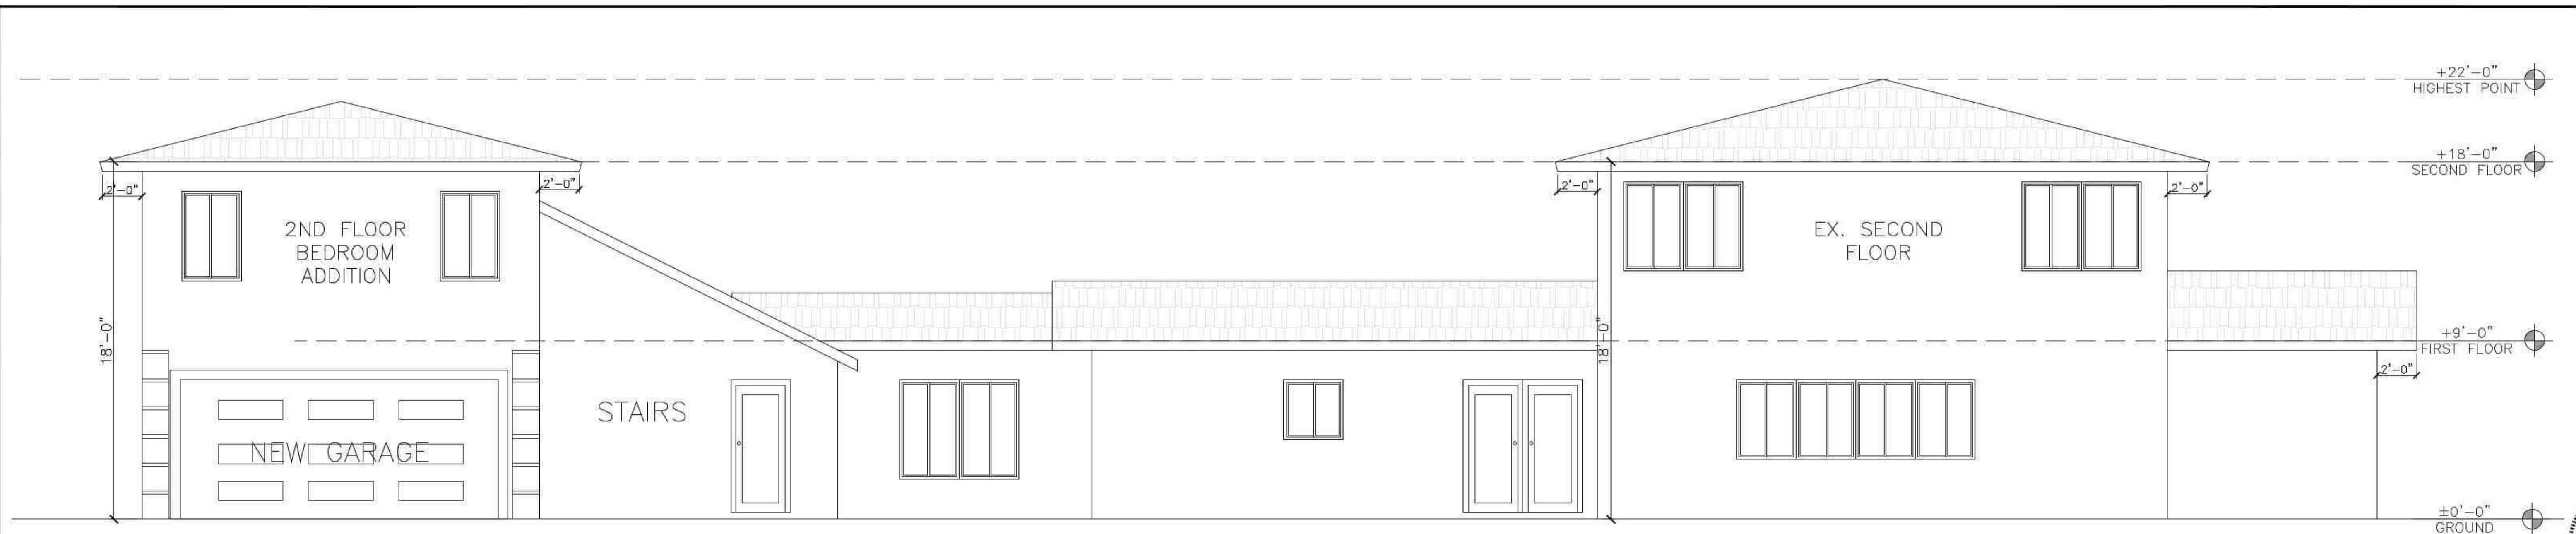 +22'-0"
HIGHEST POINT
+18'-0"
SECOND FLOOR
2'-0"
2'-0"
2'-0"
2'-0"
2ND FLOOR
BEDROOM
ADDITION
EX. SECOND
FLOOR
18'-0"
18'-0"
+9'-0"
FIRST FLOOR
2'-0"
STAIRS
NEW GARAGE
±0'-0"
GROUND